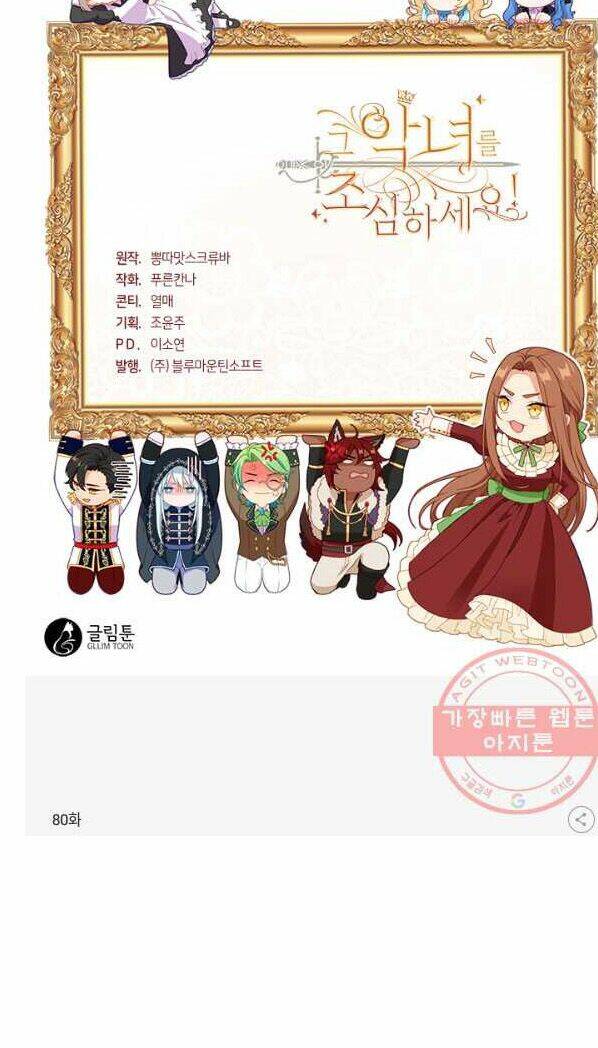 그 악녀를
조심하세요!
원작. 뽕따맛스크류바
작화. 푸른칸나
콘티. 열매
기획. 조윤주
P D. 이소연
발행. (주) 블루마운틴소프트
글림툰
GLLIM TOON
AGIT WEBTOON
가장빠른 웹툰
아지툰
구글검색 G 아지툰
80화